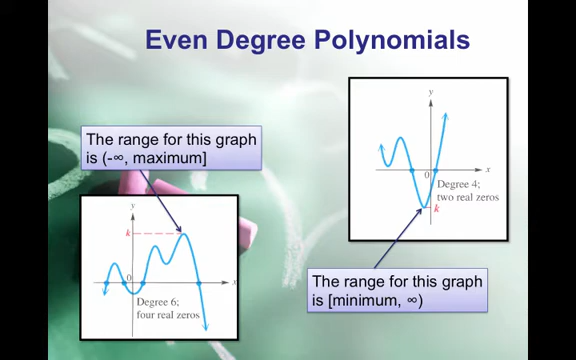 Even Degree Polynomials
The range for this graph
is (-∞, maximum]
y
k
0
x
Degree 6;
four real zeros
y
0
x
Degree 4;
two real zeros
k
The range for this graph
is [minimum, ∞)